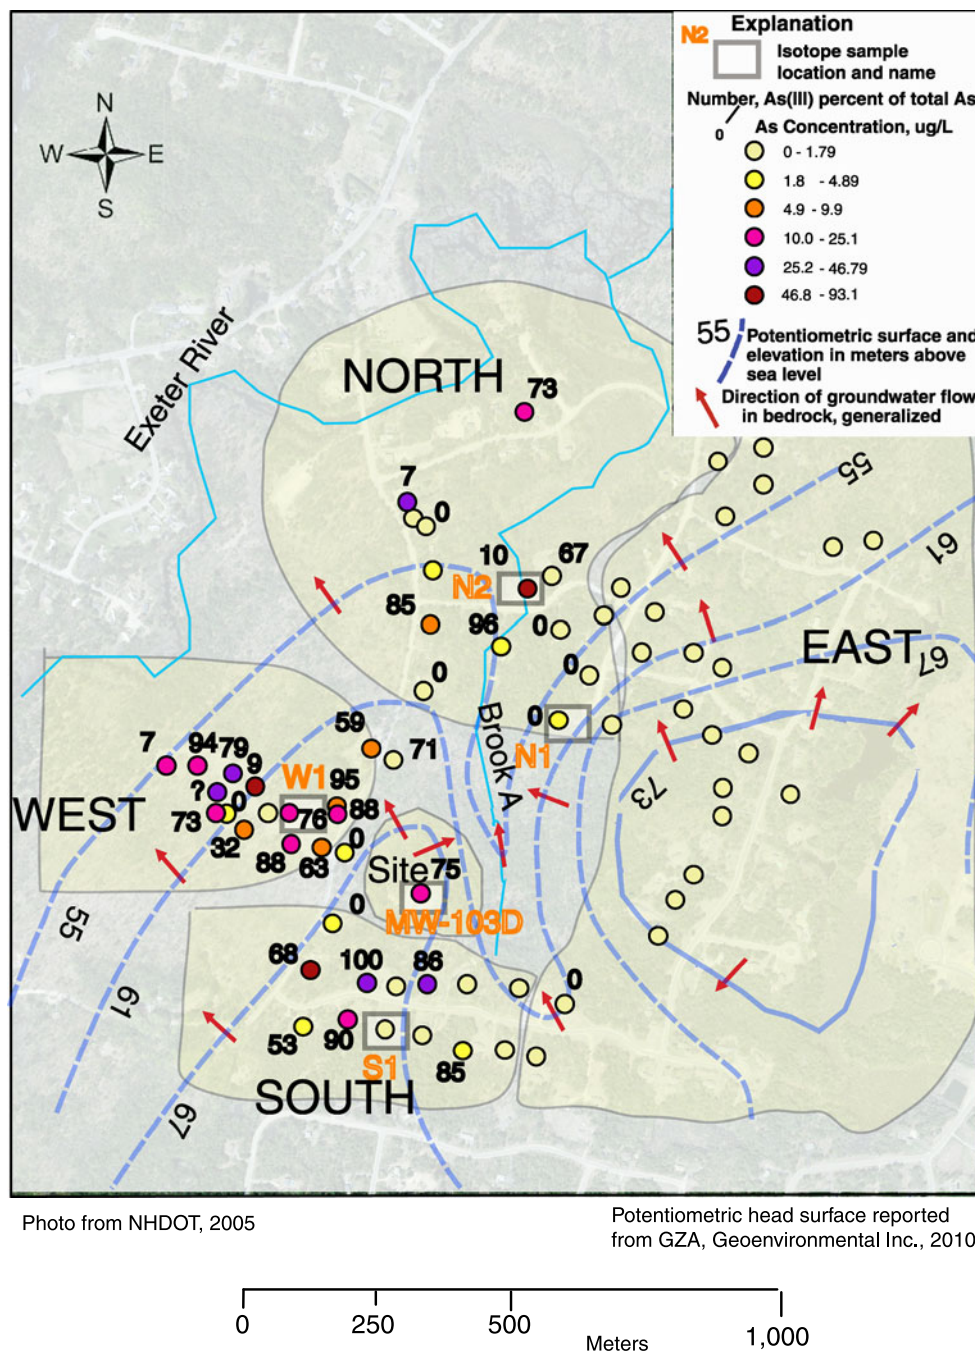 Explanation
N2
Isotope sample
location and name
Number, As(III) percent of total As
0
As Concentration, ug/L
0 - 1.79
1.8 - 4.89
4.9 - 9.9
10.0 - 25.1
25.2 - 46.79
46.8 - 93.1
55
Potentiometric surface and
elevation in meters above
sea level
Direction of groundwater flow
in bedrock, generalized
N
W E
S
Exeter River
NORTH
73
7
0
55
10
67
61
N2
85
96
0
EAST
0
0
67
Brook A
0
59
71
N1
7
94
79
9
W1
95
73
?
0
WEST
76
88
73
32
88
63
0
Site
75
0
MW-103D
55
68
100
86
0
61
53
90
S1
85
SOUTH
67
Photo from NHDOT, 2005
Potentiometric head surface reported
from GZA, Geoenvironmental Inc., 2010
0 250 500 1,000
Meters